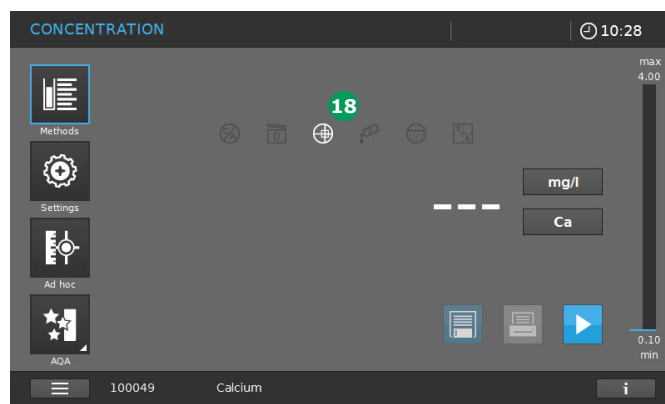 CONCENTRATION
10:28
max
4.00
18
Methods
mg/l
Settings
Ca
Ad hoc
0.10
min
AQA
100049 Calcium
i